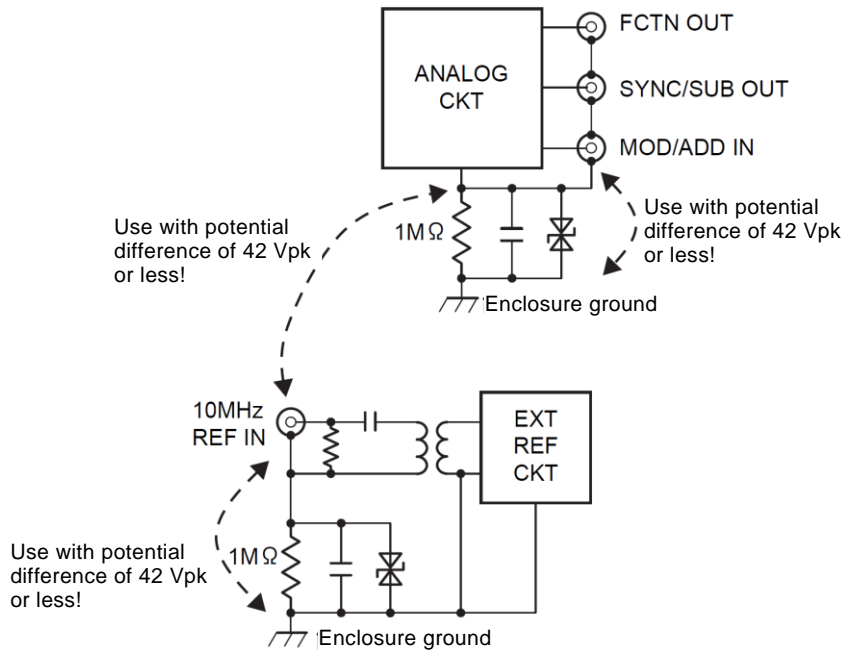 ANALOG
CKT
FCTN OUT
SYNC/SUB OUT
MOD/ADD IN
Use with potential
difference of 42 Vpk
or less!
1MΩ
Use with potential
difference of 42 Vpk
or less!
Enclosure ground
10MHz
REF IN
EXT
REF
CKT
Use with potential
difference of 42 Vpk
or less!
1MΩ
Enclosure ground